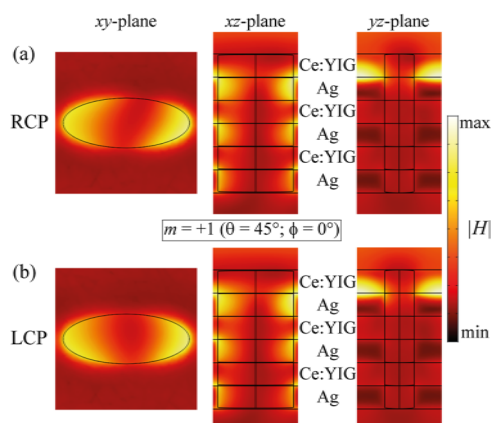 xy-plane xz-plane yz-plane
(a)
RCP
Ce:YIG
Ag
Ce:YIG
Ag
Ce:YIG
Ag
m = +1 (θ = 45°; ϕ = 0°)
(b)
LCP
Ce:YIG
Ag
Ce:YIG
Ag
Ce:YIG
Ag
max
|H|
min